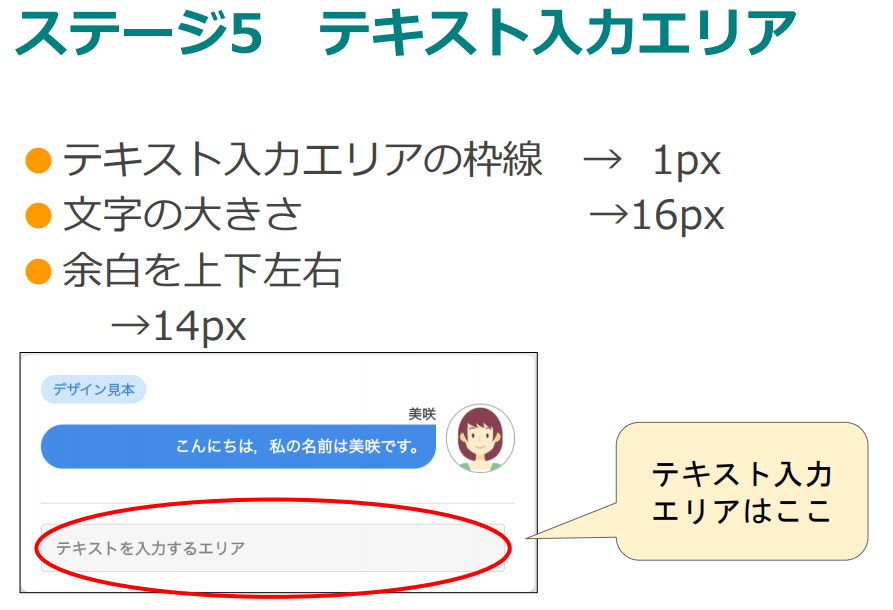 ステージ5　テキスト入力エリア
● テキスト入力エリアの枠線　→ 1px
● 文字の大きさ　→16px
● 余白を上下左右
→14px
デザイン見本
美咲
こんにちは，私の名前は美咲です。
テキストを入力するエリア
テキスト入力
エリアはここ